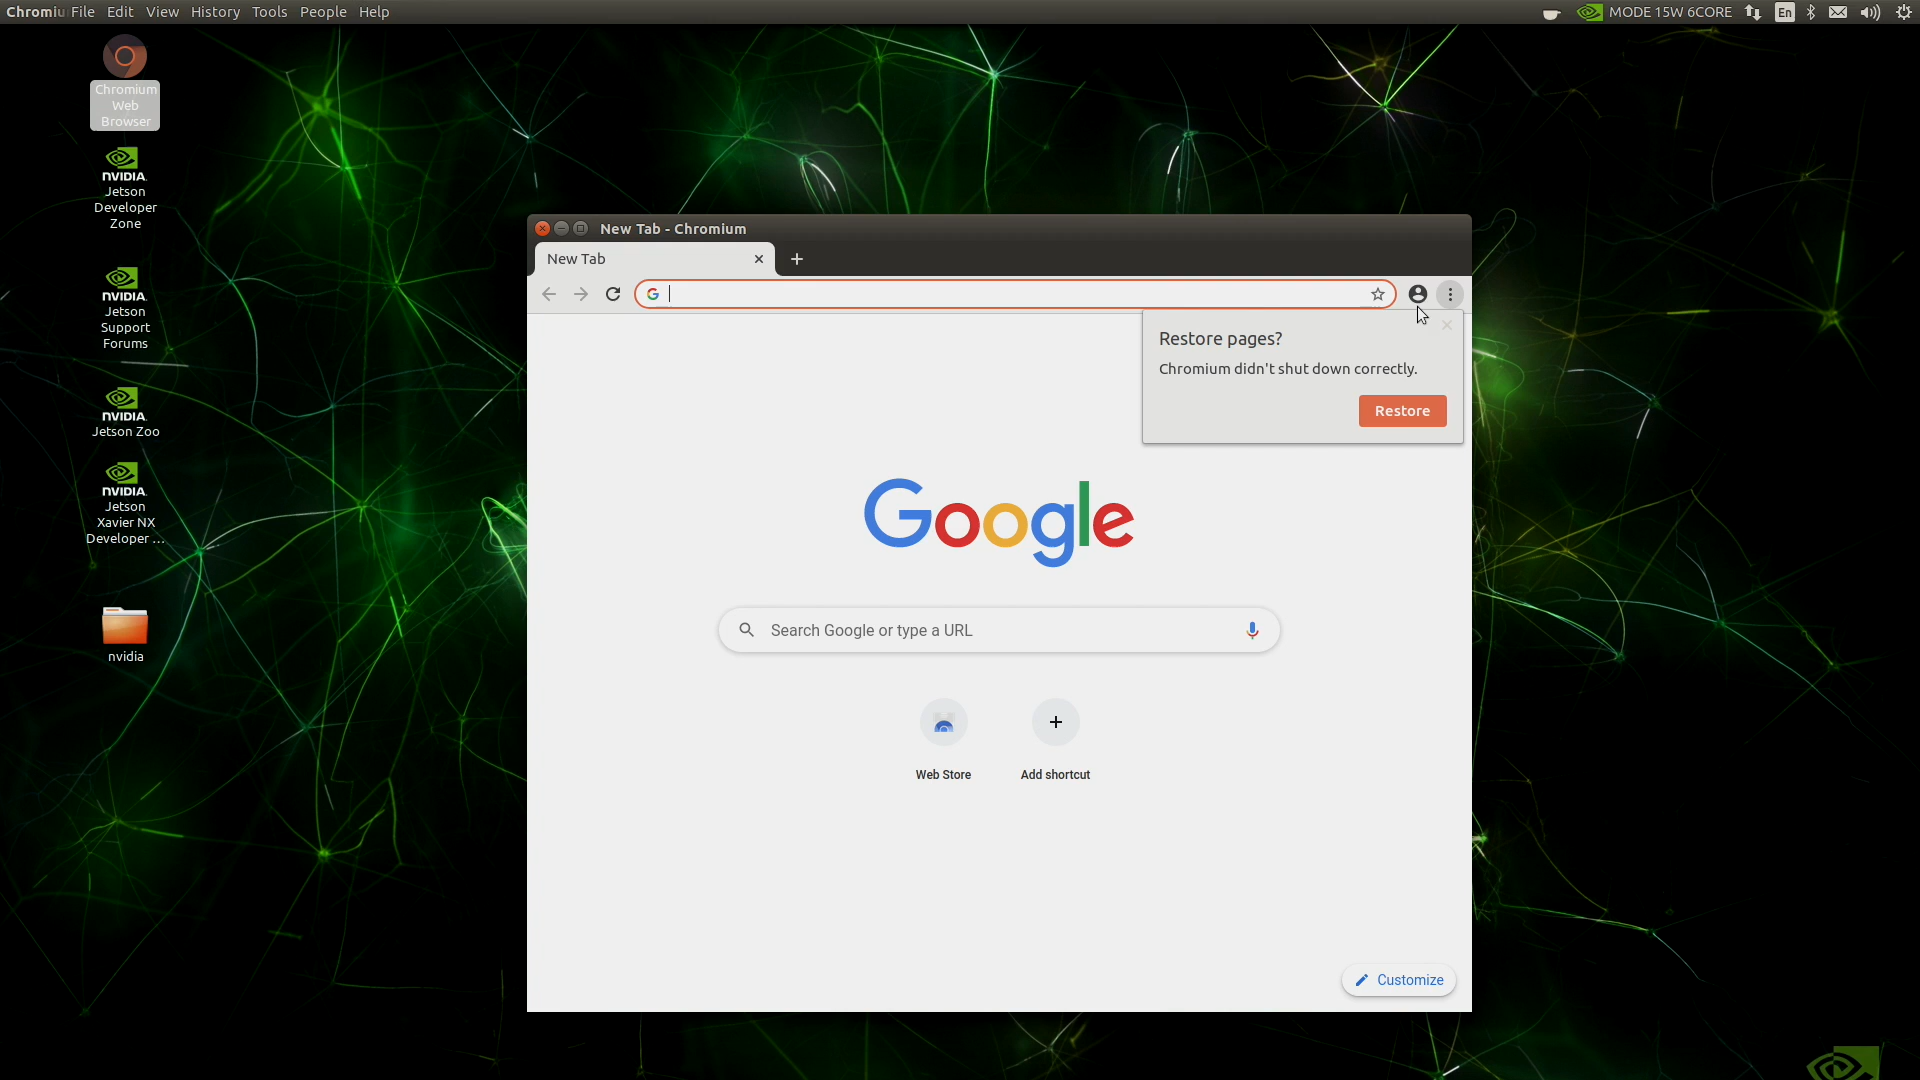 Chromiu File Edit View History Tools People Help
MODE 15W 6CORE En
Chromium
Web
Browser
NVIDIA.
Jetson
Developer
Zone
NVIDIA.
Jetson
Support
Forums
NVIDIA.
Jetson Zoo
NVIDIA.
Jetson
Xavier NX
Developer ...
nvidia
New Tab - Chromium
New Tab
Restore pages?
Chromium didn't shut down correctly.
Restore
Google
Search Google or type a URL
Web Store
Add shortcut
Customize